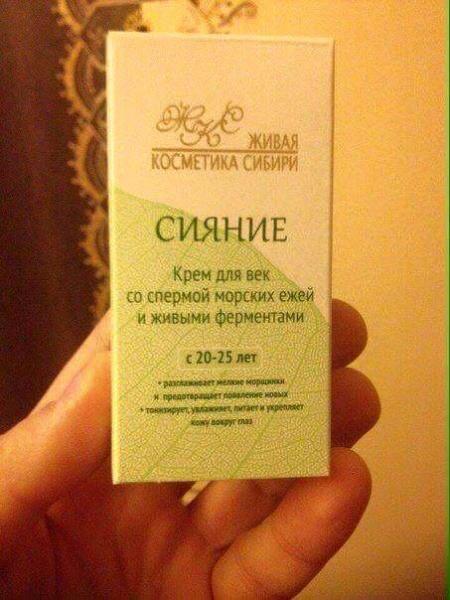 ЖКС
ЖИВАЯ
КОСМЕТИКА СИБИРИ
СИЯНИЕ
Крем для век
со спермой морских ежей
и живыми ферментами
с 20-25 лет
• разглаживает мелкие морщинки
и предотвращает появление новых
• тонизирует, увлажняет, питает и укрепляет
кожу вокруг глаз